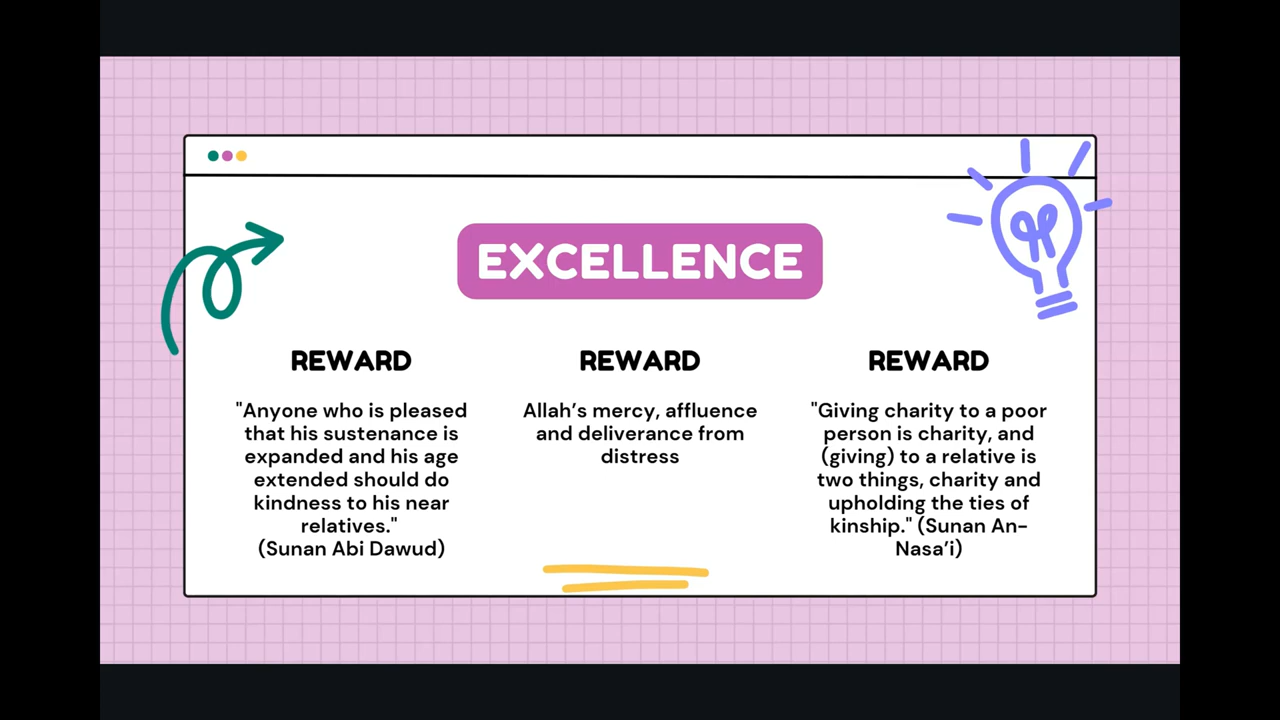 EXCELLENCE
REWARD
"Anyone who is pleased
that his sustenance is
expanded and his age
extended should do
kindness to his near
relatives."
(Sunan Abi Dawud)
REWARD
Allah’s mercy, affluence
and deliverance from
distress
REWARD
"Giving charity to a poor
person is charity, and
(giving) to a relative is
two things, charity and
upholding the ties of
kinship." (Sunan An-
Nasa’i)